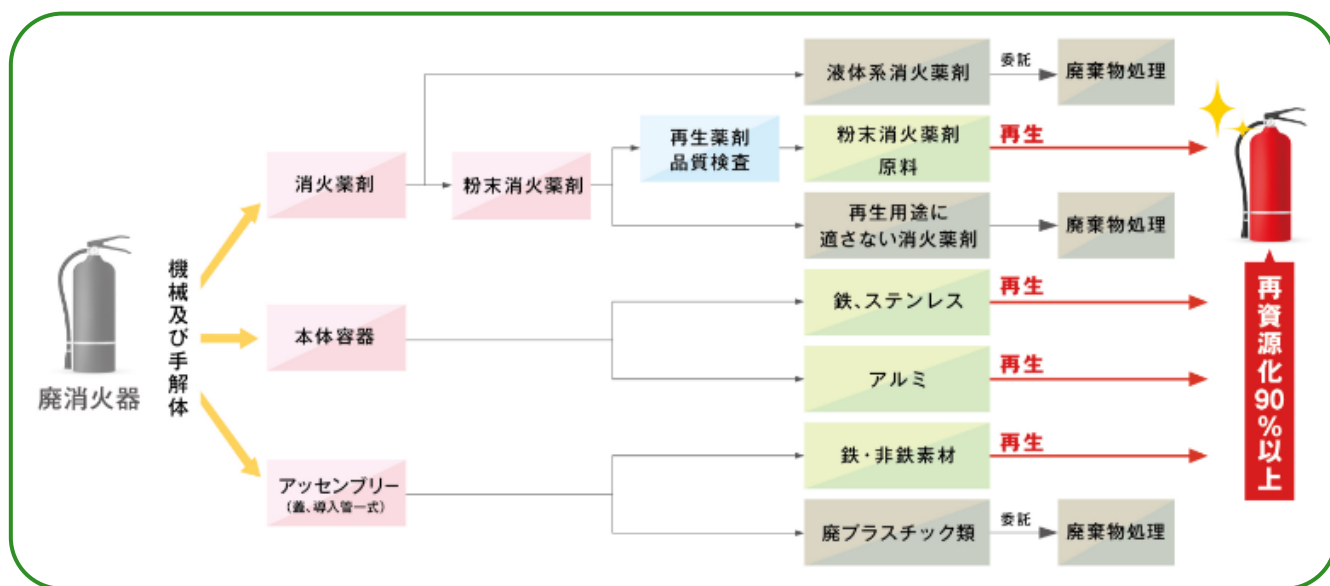 廃消火器
機械及び手解体
消火薬剤
本体容器
アッセンブリー
(蓋、導入管一式)
粉末消火薬剤
再生薬剤
品質検査
液体系消火薬剤
委託
廃棄物処理
粉末消火薬剤
原料
再生
再生用途に
適さない消火薬剤
廃棄物処理
鉄、ステンレス
再生
アルミ
再生
鉄・非鉄素材
再生
廃プラスチック類
委託
廃棄物処理
再資源化90%以上